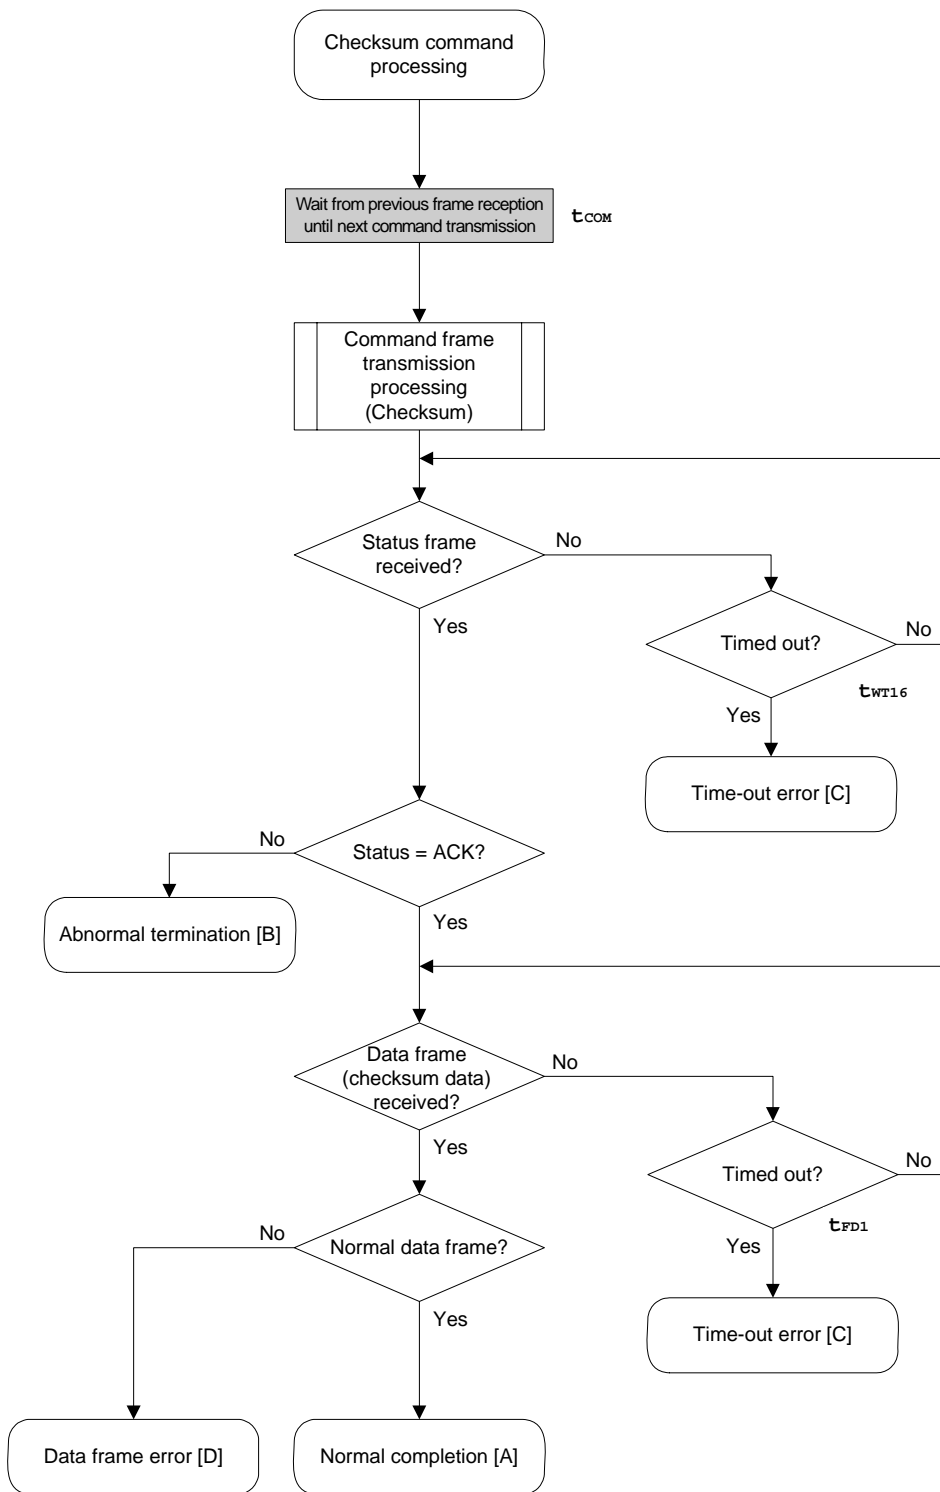 Checksum command
processing
Wait from previous frame reception
until next command transmission
tCOM
Command frame
transmission
processing
(Checksum)
Status frame
received?
No
Yes
Timed out?
No
tWT16
Yes
Time-out error [C]
Status = ACK?
No
Yes
Abnormal termination [B]
Data frame
(checksum data)
received?
No
Yes
Timed out?
No
tFD1
Yes
Time-out error [C]
Normal data frame?
No
Yes
Data frame error [D]
Normal completion [A]